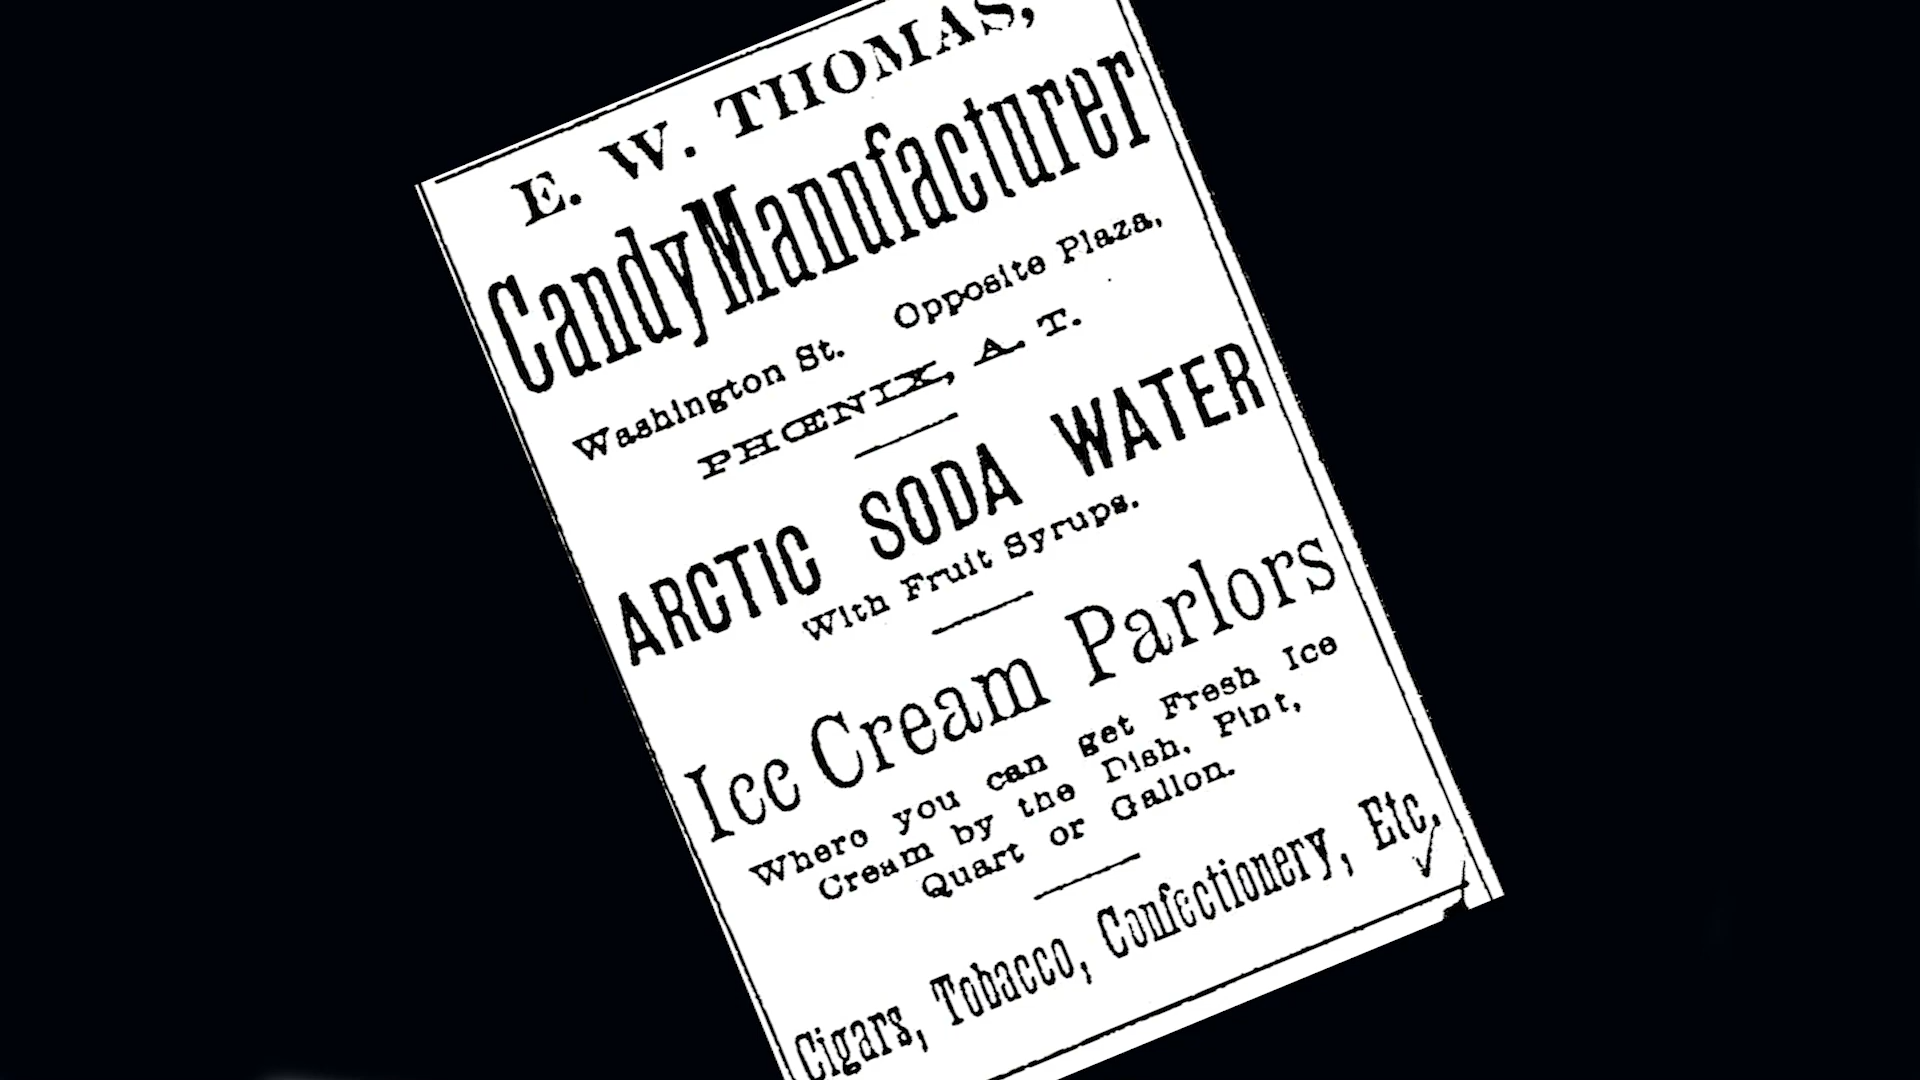 E. W. THOMAS,
Candy Manufacturer
Washington St. Opposite Plaza,
PHŒNIX, A. T.
ARCTIC SODA WATER
With Fruit Syrups.
Ice Cream Parlors
Where you can get Fresh Ice
Cream by the Dish, Pint,
Quart or Gallon.
Cigars, Tobacco, Confectionery, Etc.